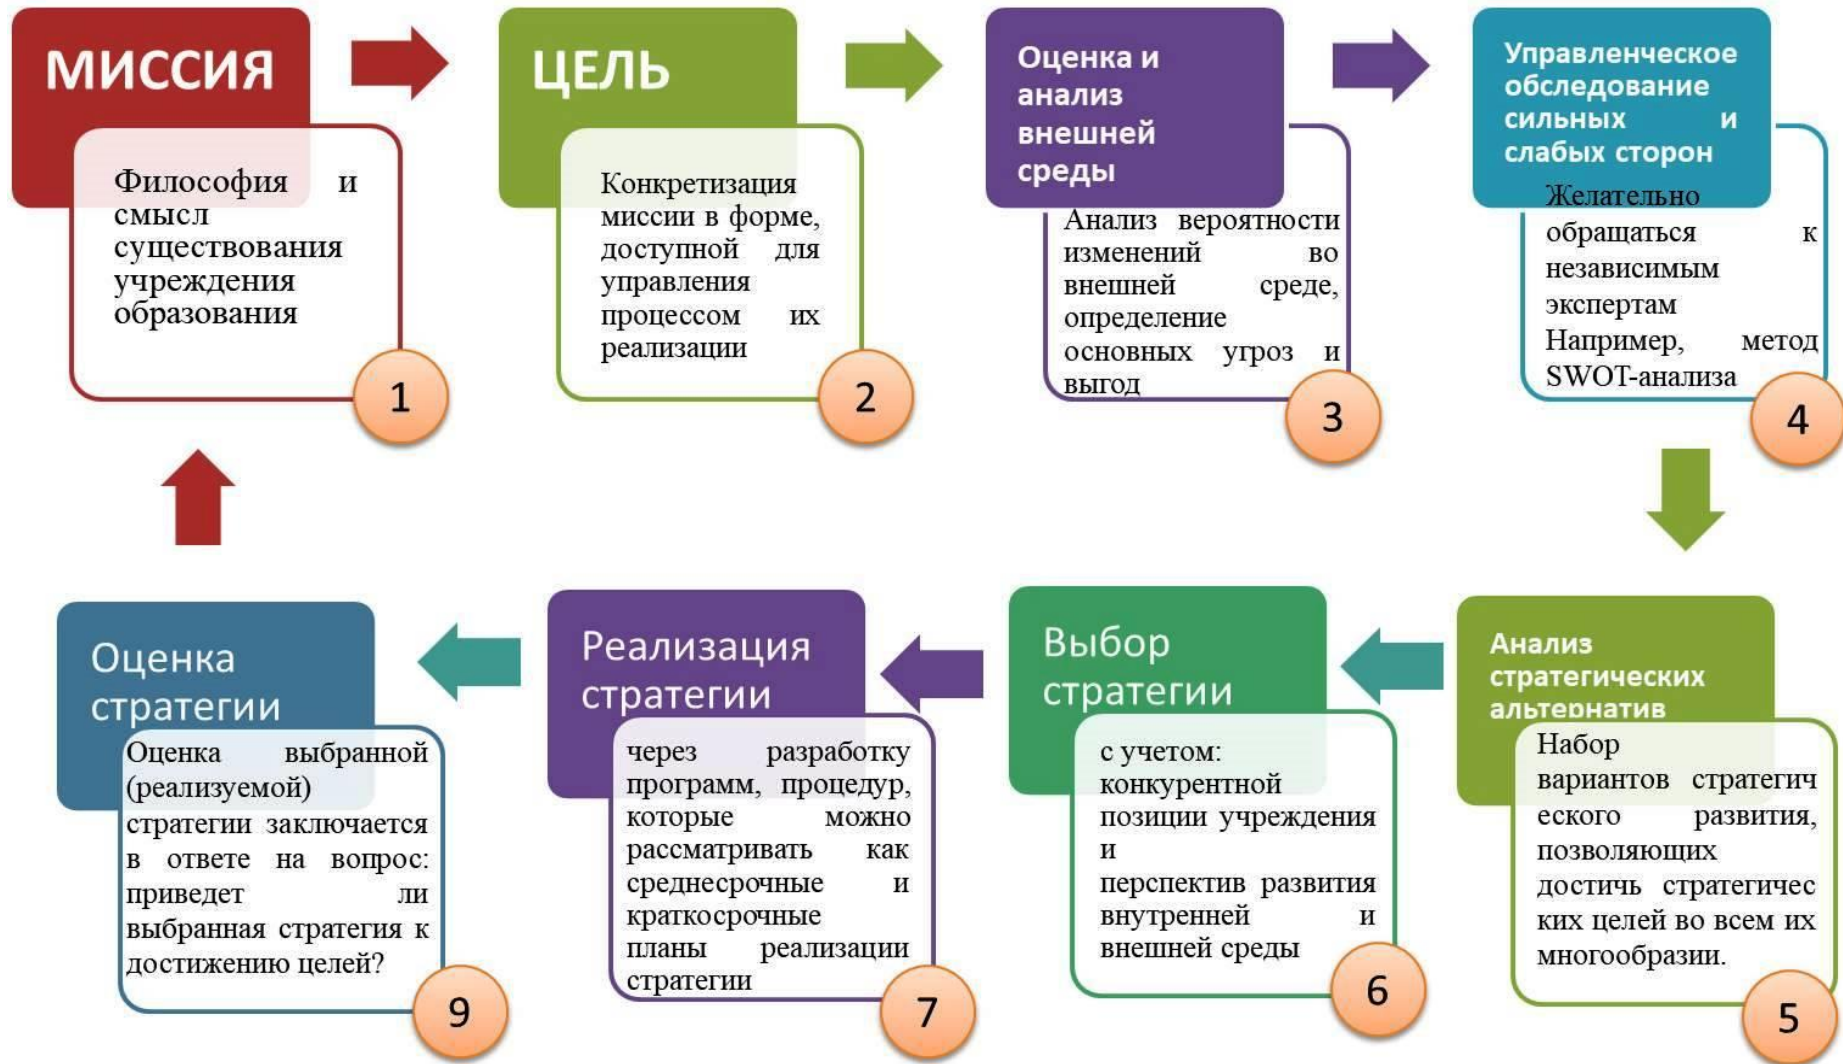 МИССИЯ
Философия и
смысл
существования
учреждения
образования
1
ЦЕЛЬ
Конкретизация
миссии в форме,
доступной для
управления
процессом их
реализации
2
Оценка и
анализ
внешней
среды
Анализ вероятности
изменений во
внешней среде,
определение
основных угроз и
выгод
3
Управленческое
обследование
сильных и
слабых сторон
Желательно
обращаться к
независимым
экспертам
Например, метод
SWOT-анализа
4
Анализ
стратегических
альтернатив
Набор
вариантов стратегич
еского развития,
позволяющих
достичь стратегичес
ких целей во всем их
многообразии.
5
Выбор
стратегии
с учетом:
конкурентной
позиции учреждения
и
перспектив развития
внутренней и
внешней среды
6
Реализация
стратегии
через разработку
программ, процедур,
которые можно
рассматривать как
среднесрочные и
краткосрочные
планы реализации
стратегии
7
Оценка
стратегии
Оценка выбранной
(реализуемой)
стратегии заключается
в ответе на вопрос:
приведет ли
выбранная стратегия к
достижению целей?
9